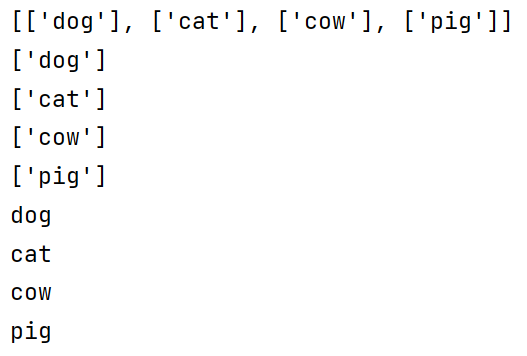 [['dog'], ['cat'], ['cow'], ['pig']]
['dog']
['cat']
['cow']
['pig']
dog
cat
cow
pig